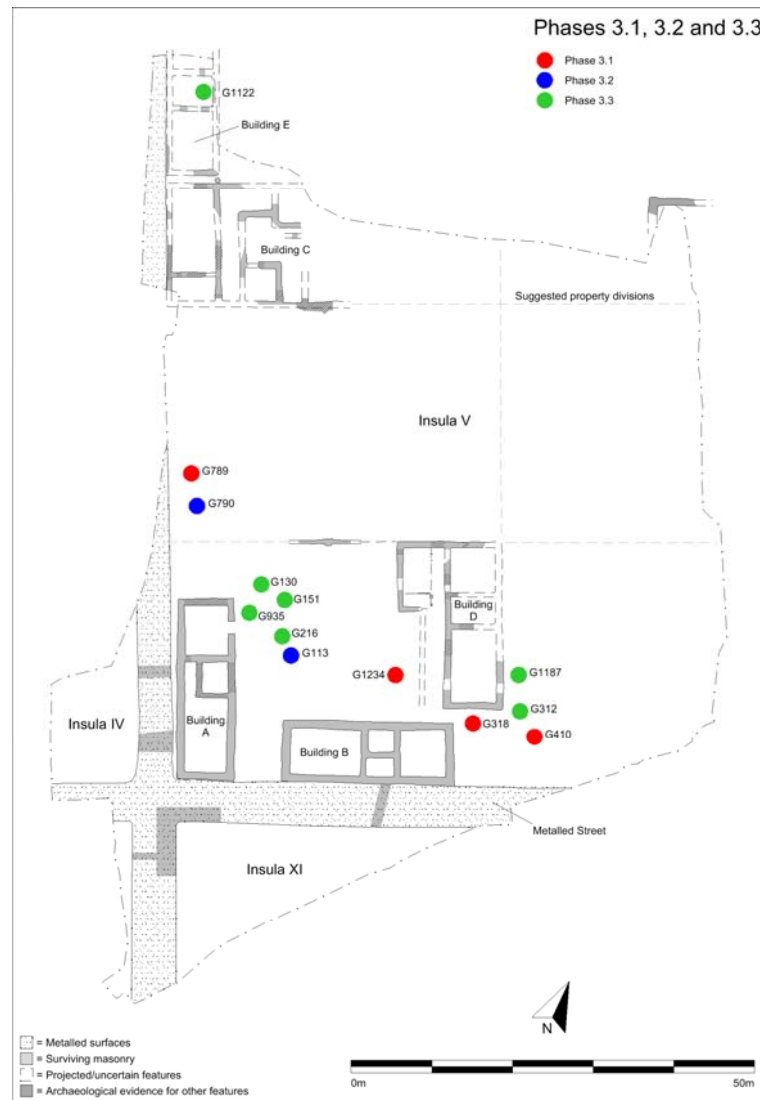 Phases 3.1, 3.2 and 3.3
Phase 3.1
Phase 3.2
Phase 3.3
G1122
Building E
Building C
Suggested property divisions
Insula V
G789
G790
G130
G151
G935
G216
G113
Building
D
G1234
G1187
G312
G318
G410
Insula IV
Building
A
Building B
Metalled Street
Insula XI
N
= Metalled surfaces
= Surviving masonry
= Projected/uncertain features
= Archaeological evidence for other features
0m
50m